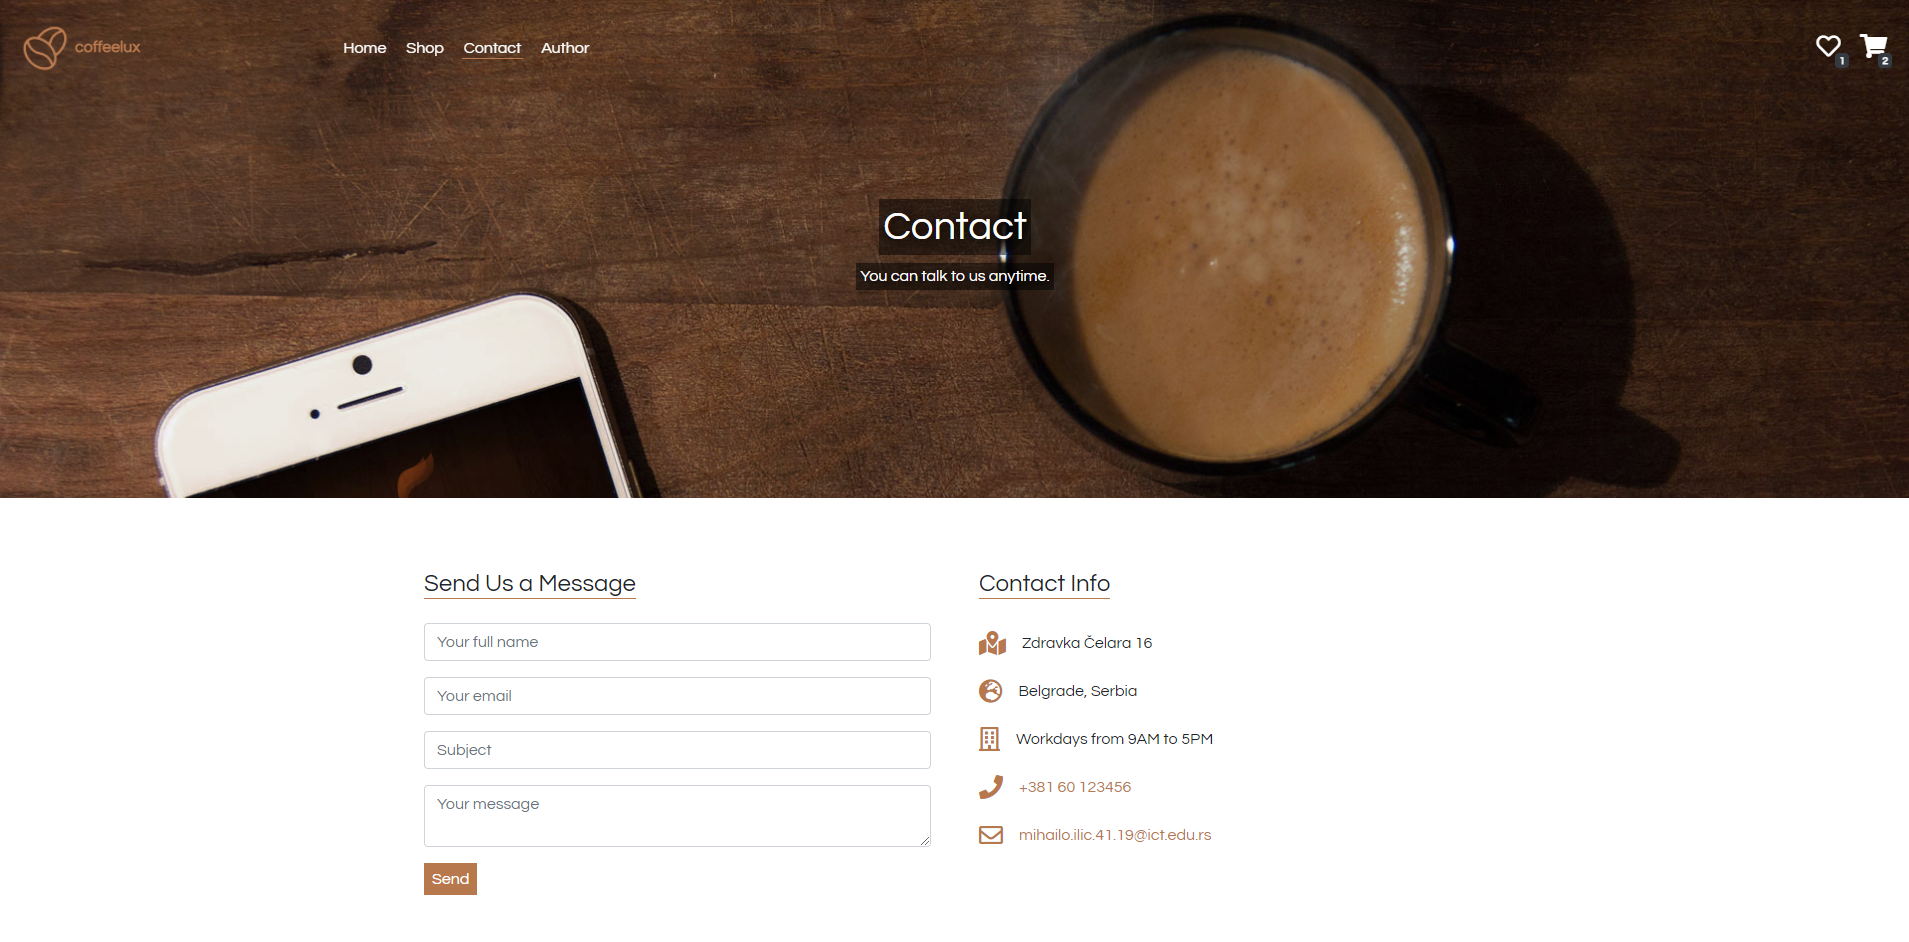 coffeelux
Home Shop Contact Author
1 2
Contact
You can talk to us anytime.
Send Us a Message
Your full name
Your email
Subject
Your message
Send
Contact Info
Zdravka Čelara 16
Belgrade, Serbia
Workdays from 9AM to 5PM
+381 60 123456
mihailo.ilic.41.19@ict.edu.rs